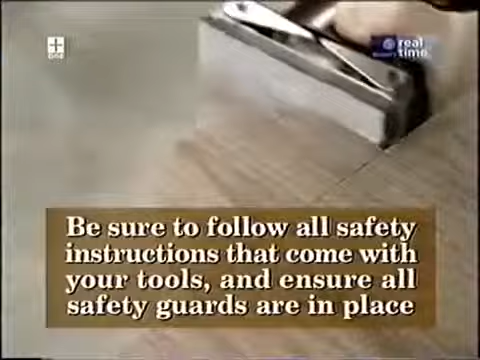 one
real
time
Be sure to follow all safety
instructions that come with
your tools, and ensure all
safety guards are in place